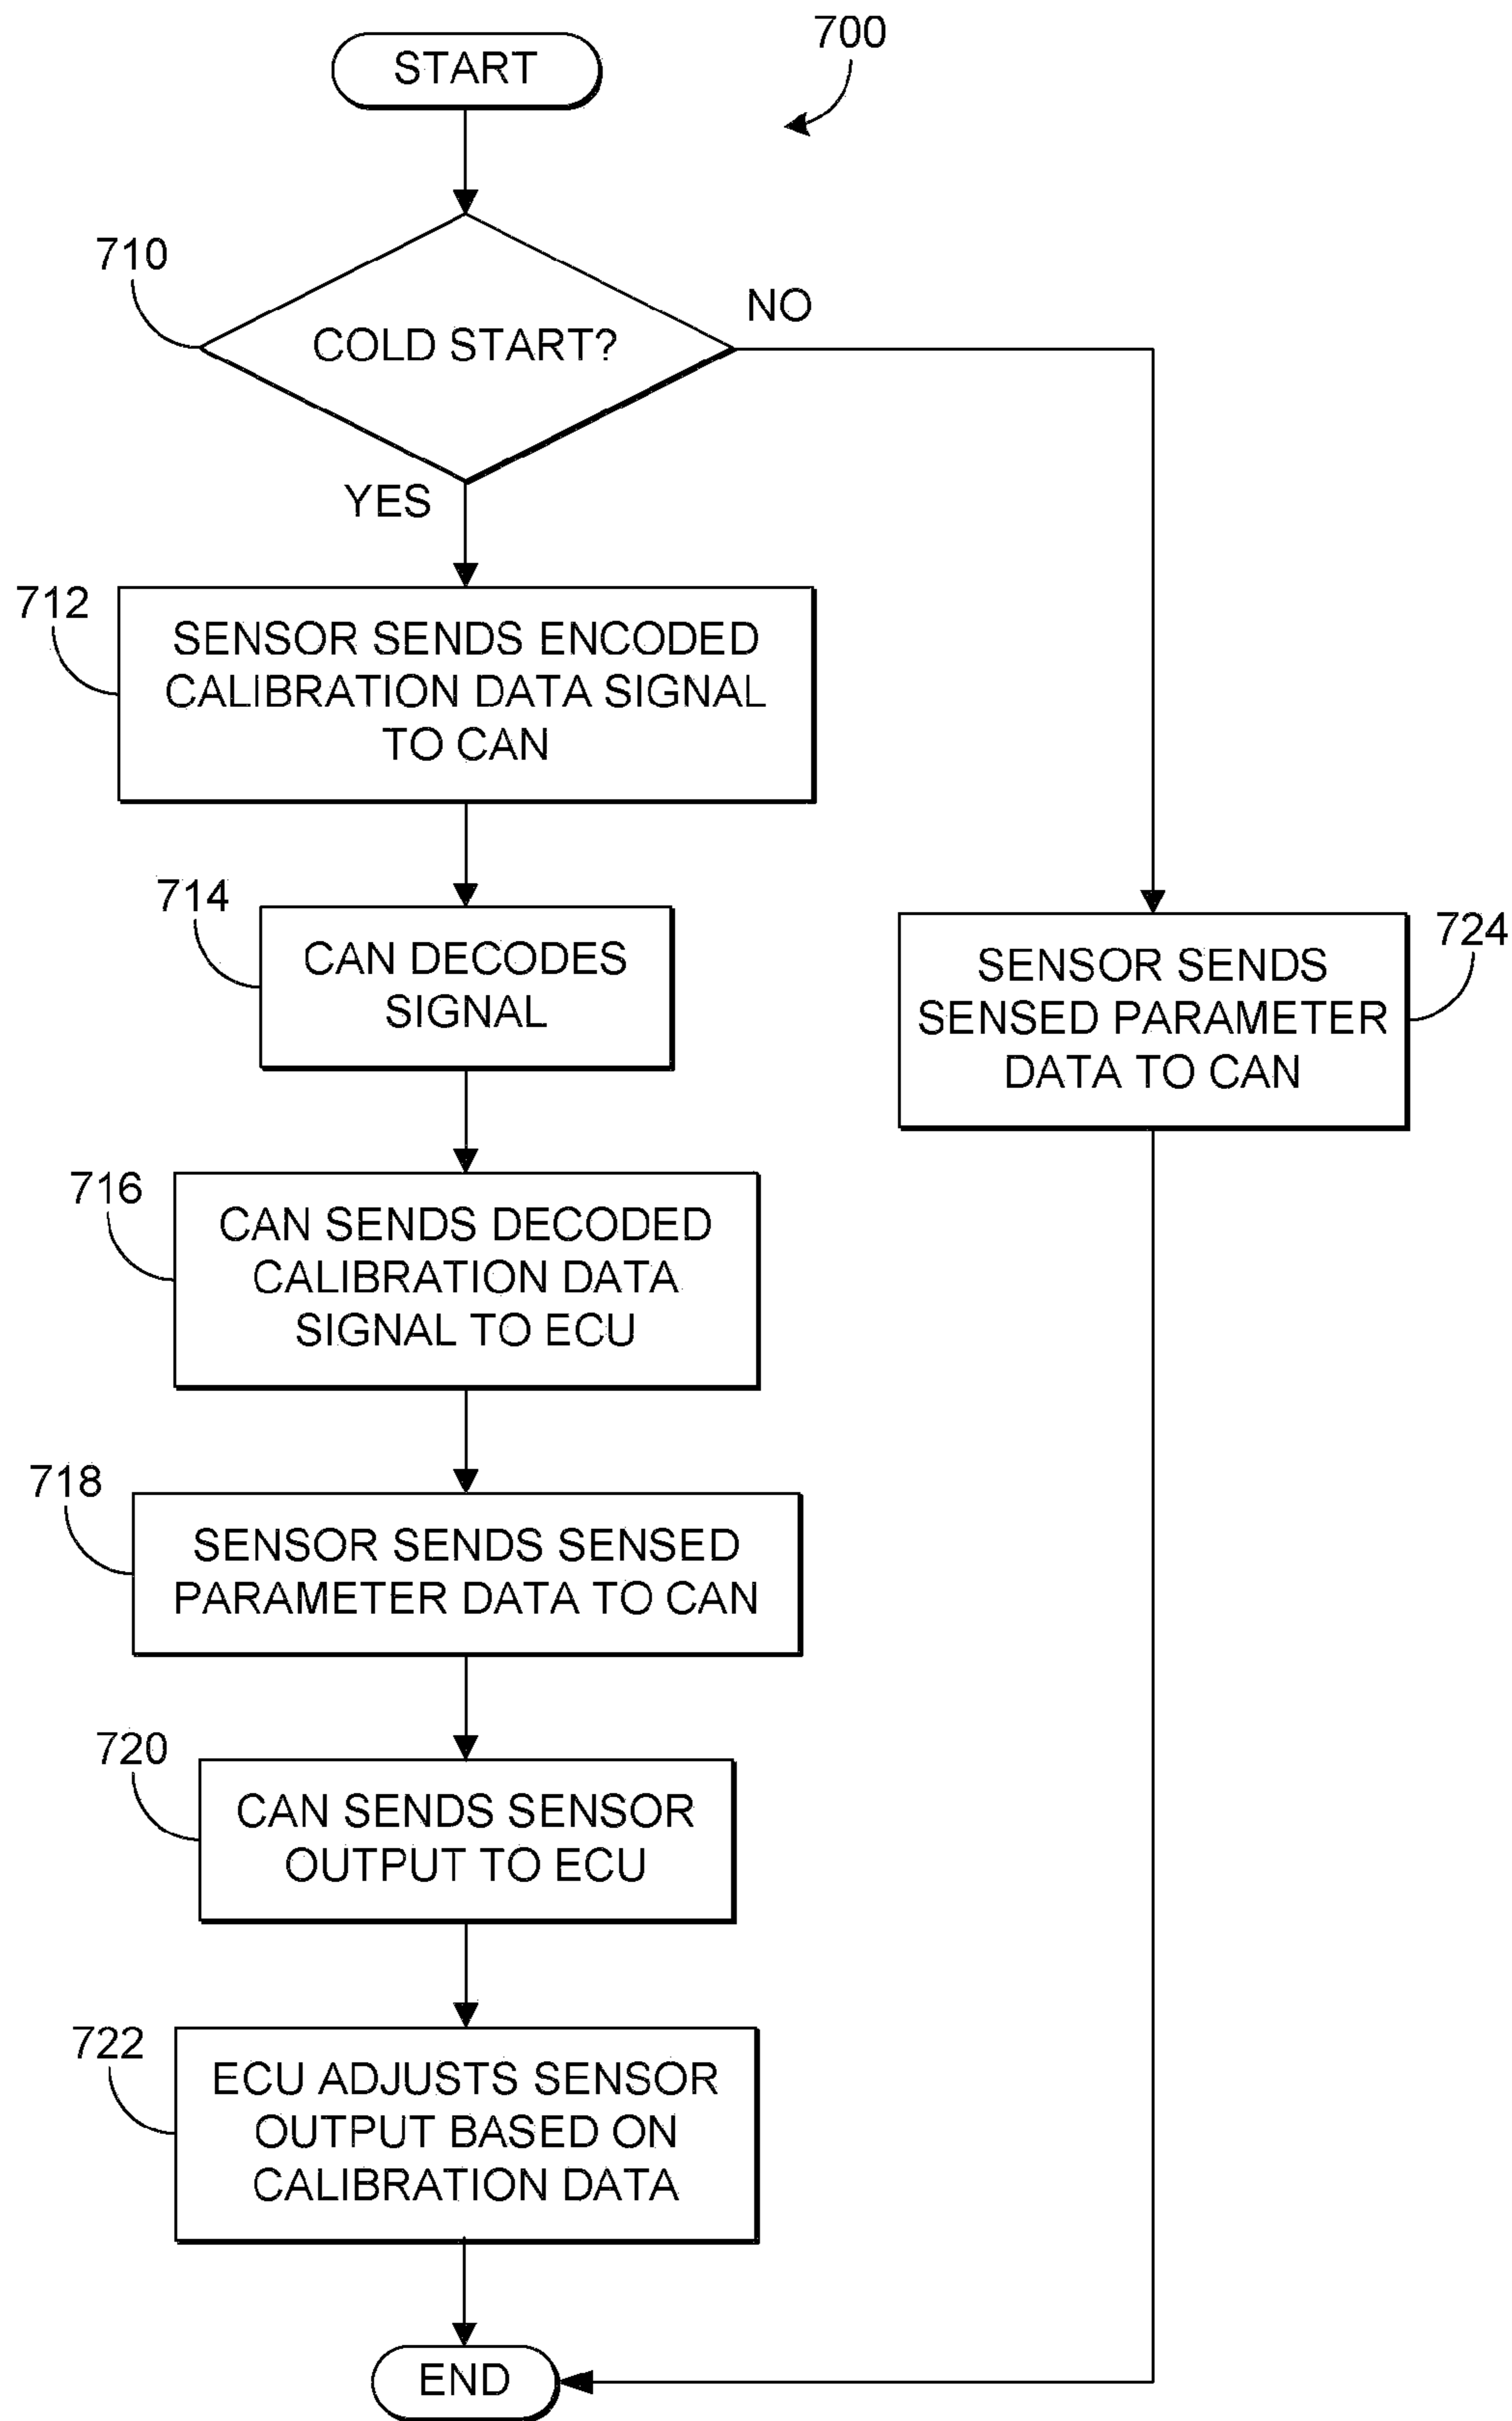 START
700
710
COLD START?
NO
YES
712
SENSOR SENDS ENCODED
CALIBRATION DATA SIGNAL
TO CAN
714
CAN DECODES
SIGNAL
724
SENSOR SENDS
SENSED PARAMETER
DATA TO CAN
716
CAN SENDS DECODED
CALIBRATION DATA
SIGNAL TO ECU
718
SENSOR SENDS SENSED
PARAMETER DATA TO CAN
720
CAN SENDS SENSOR
OUTPUT TO ECU
722
ECU ADJUSTS SENSOR
OUTPUT BASED ON
CALIBRATION DATA
END